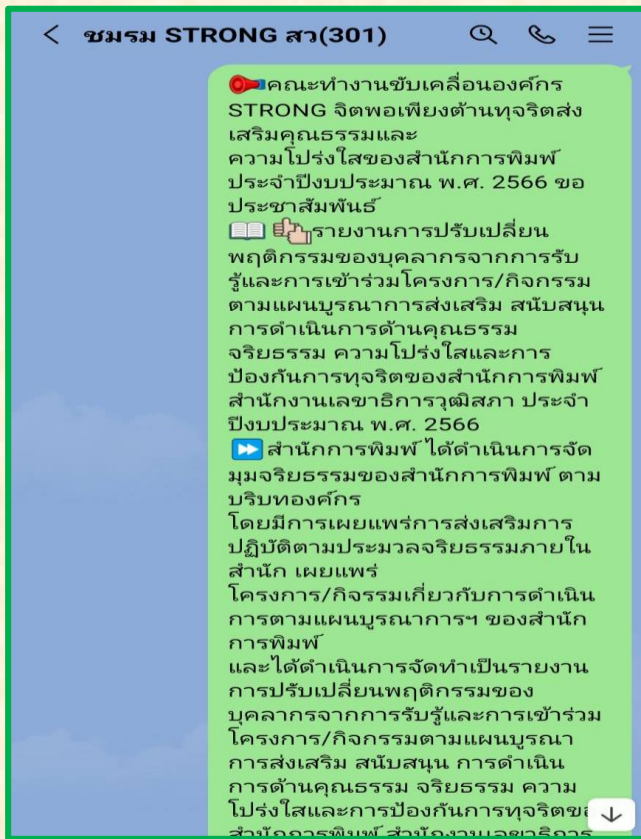 ชมรม STRONG สว(301)
คณะทำงานขับเคลื่อนองค์กร
STRONG จิตพอเพียงต้านทุจริตส่ง
เสริมคุณธรรมและ
ความโปร่งใสของสำนักการพิมพ์
ประจำปีงบประมาณ พ.ศ. 2566 ขอ
ประชาสัมพันธ์
รายงานการปรับเปลี่ยน
พฤติกรรมของบุคลากรจากการรับ
รู้และการเข้าร่วมโครงการ/กิจกรรม
ตามแผนบูรณาการส่งเสริม สนับสนุน
การดำเนินการด้านคุณธรรม
จริยธรรม ความโปร่งใสและการ
ป้องกันการทุจริตของสำนักการพิมพ์
สำนักงานเลขาธิการวุฒิสภา ประจำ
ปีงบประมาณ พ.ศ. 2566
สำนักการพิมพ์ ได้ดำเนินการจัด
มุมจริยธรรมของสำนักการพิมพ์ ตาม
บริบทองค์กร
โดยมีการเผยแพร่การส่งเสริมการ
ปฏิบัติตามประมวลจริยธรรมภายใน
สำนัก เผยแพร่
โครงการ/กิจรรมเกี่ยวกับการดำเนิน
การตามแผนบูรณาการฯ ของสำนัก
การพิมพ์
และได้ดำเนินการจัดทำเป็นรายงาน
การปรับเปลี่ยนพฤติกรรมของ
บุคลากรจากการรับรู้และการเข้าร่วม
โครงการ/กิจกรรมตามแผนบูรณา
การส่งเสริม สนับสนุน การดำเนิน
การด้านคุณธรรม จริยธรรม ความ
โปร่งใสและการป้องกันการทุจริตของ
สำนักการพิมพ์ สำนักงานเลขาธิการ